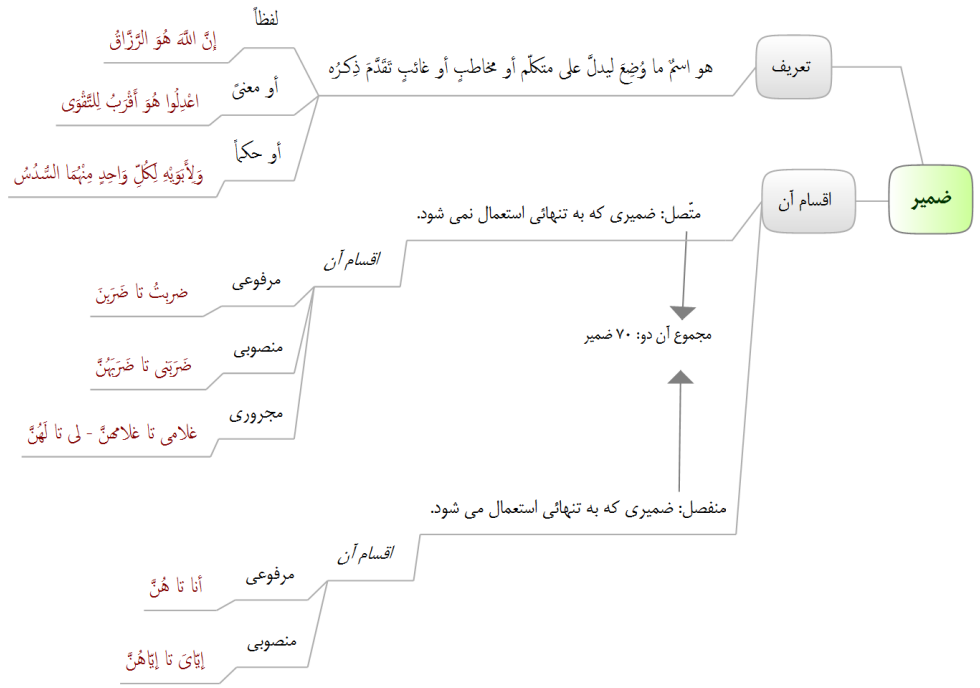 ضمیر
تعریف
هو اسمٌ ما وُضِعَ لیدلَّ علی متکلّم أو مخاطبٍ أو غائبٍ تَقَدَّمَ ذِکرُه
لفظاً
إِنَّ اللَّهَ هُوَ الرَّزَّاقُ
أو معنیً
اعْدِلُوا هُوَ أَقْرَبُ لِلتَّقْوَى
أو حکماً
وَلِأَبَوَيْهِ لِكُلِّ وَاحِدٍ مِنْهُمَا السُّدُسُ
اقسام آن
متّصل: ضمیری که به تنهائی استعمال نمی شود.
اقسام آن
مرفوعی
ضربتُ تا ضَرَبنَ
منصوبی
ضَرَبَنی تا ضَرَبَهُنَّ
مجروری
غلامی تا غلامهنَّ - لی تا لَهُنَّ
مجموع آن دو: ۷۰ ضمیر
منفصل: ضمیری که به تنهائی استعمال می شود.
اقسام آن
مرفوعی
أنا تا هُنَّ
منصوبی
إیّایَ تا إیّاهُنَّ